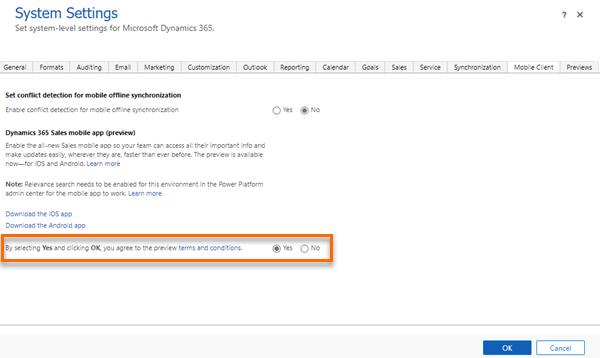 System Settings
Set system-level settings for Microsoft Dynamics 365.
? ×
General Formats Auditing Email Marketing Customization Outlook Reporting Calendar Goals Sales Service Synchronization Mobile Client Previews
Set conflict detection for mobile offline synchronization
Enable conflict detection for mobile offline synchronization Yes No
Dynamics 365 Sales mobile app (preview)
Enable the all-new Sales mobile app so your team can access all their important info and
make updates easily, wherever they are, faster than ever before. The preview is available
now—for iOS and Android. Learn more
Note: Relevance search needs to be enabled for this environment in the Power Platform
admin center for the mobile app to work. Learn more
Download the iOS app
Download the Android app
By selecting Yes and clicking OK, you agree to the preview terms and conditions. Yes No
OK Cancel